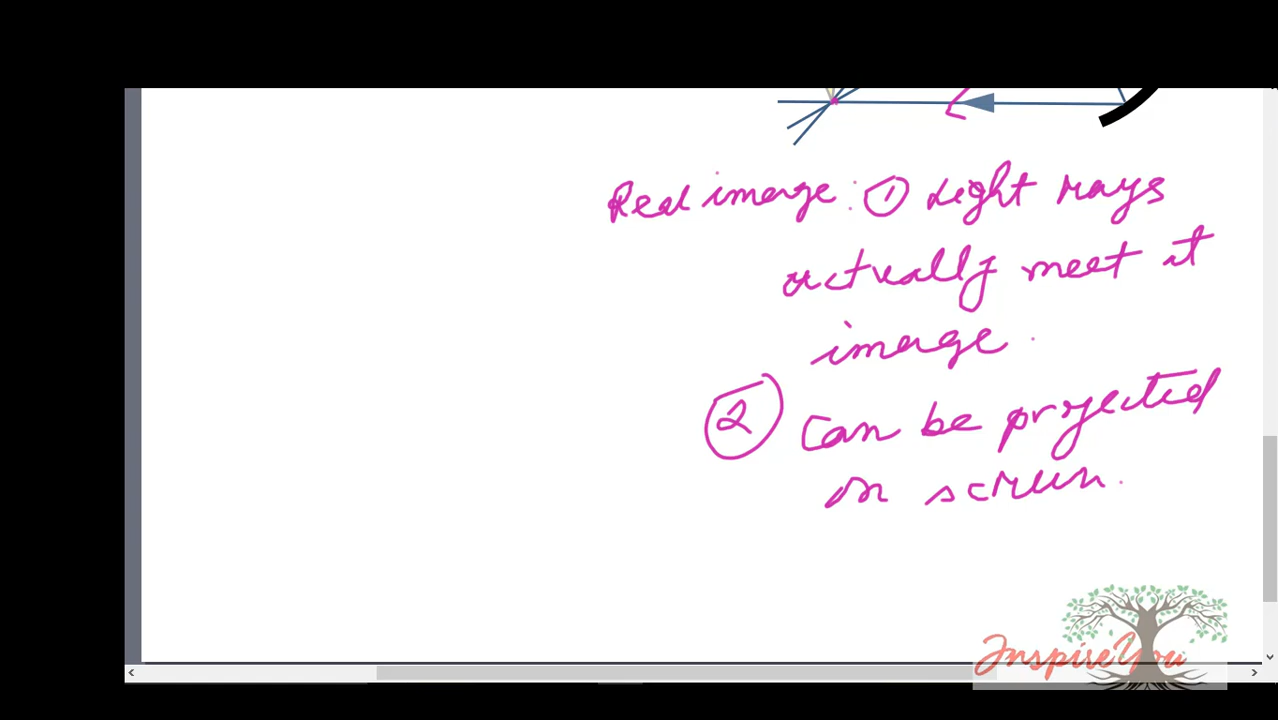 Real image : ① Light rays
actually meet at
image.
② Can be projected
on screen.
InspireYou